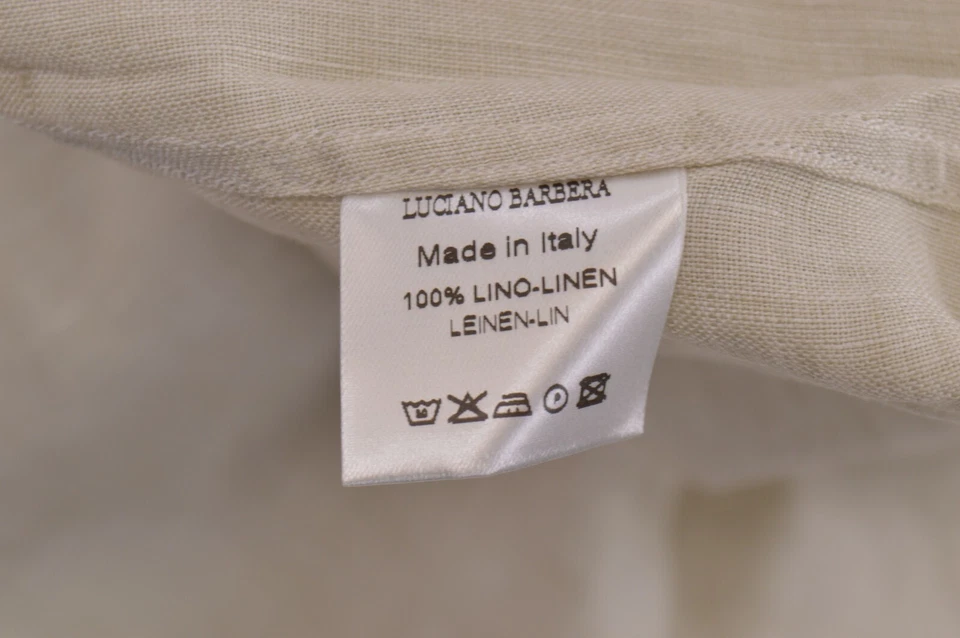 LUCIANO BARBERA
Made in Italy
100% LINO-LINEN
LEINEN-LIN
P